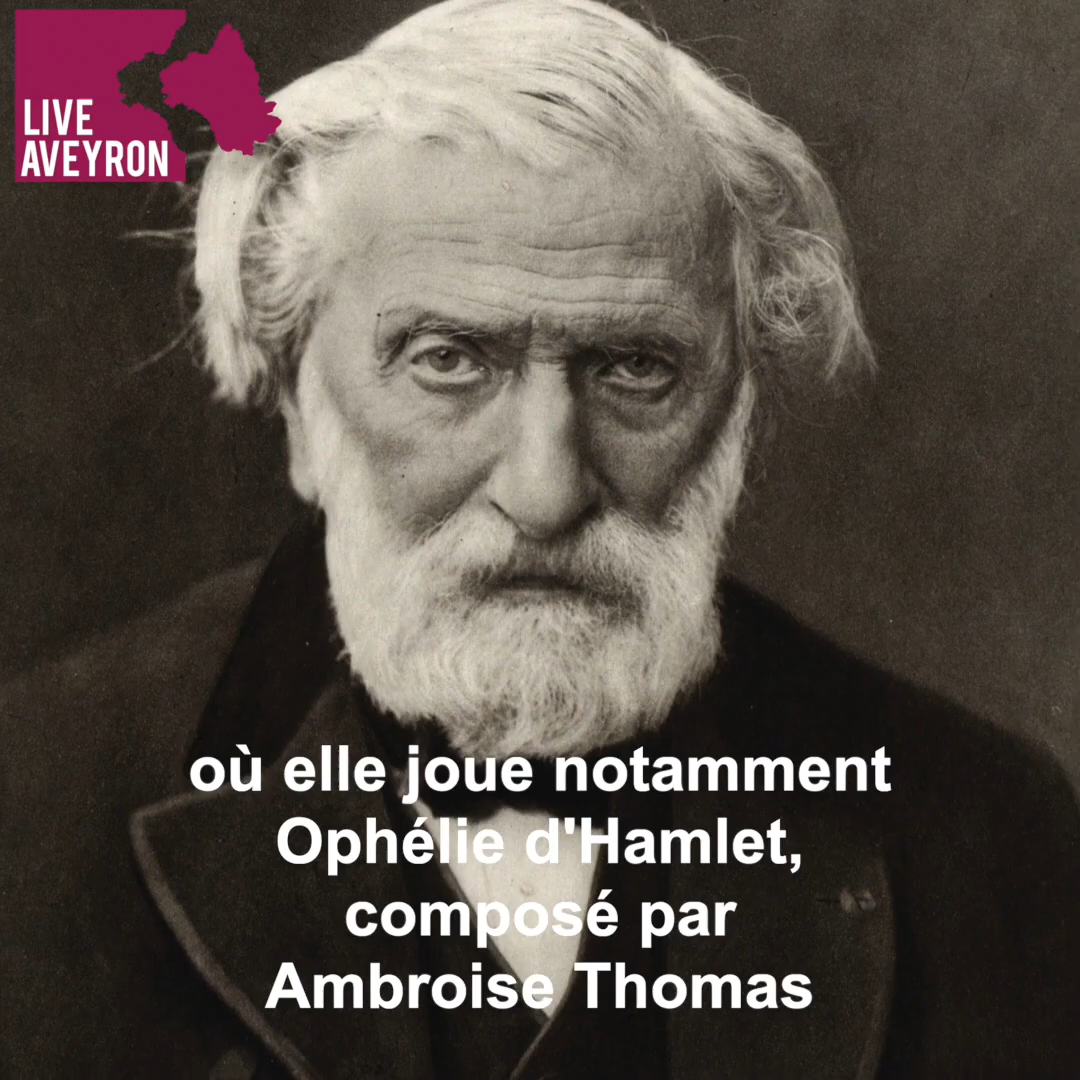 LIVE
AVEYRON
où elle joue notamment
Ophélie d'Hamlet,
composé par
Ambroise Thomas